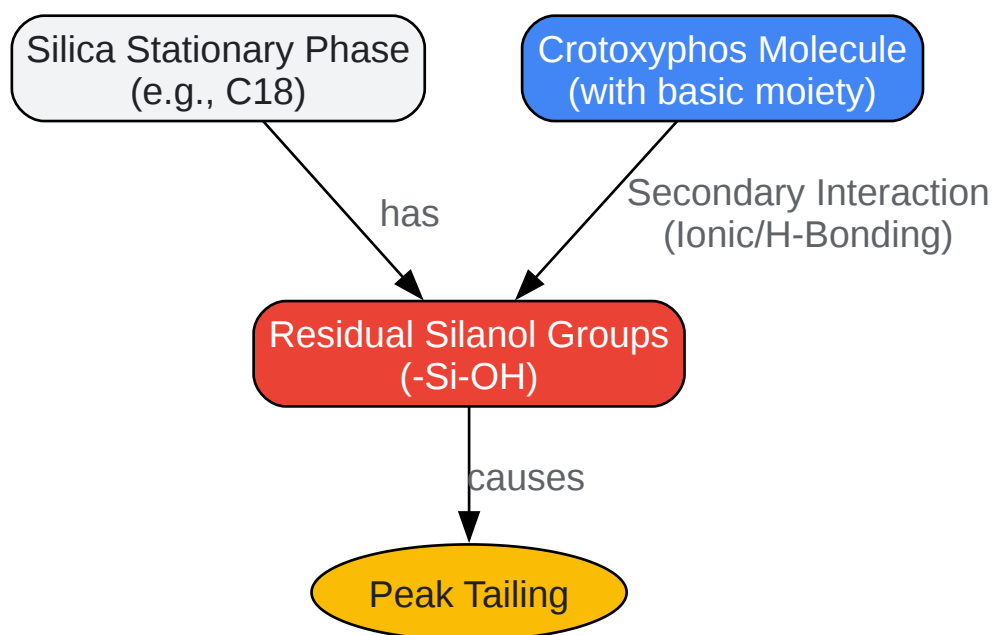 Silica Stationary Phase
(e.g., C18)
Crotoxyphos Molecule
(with basic moiety)
has
Secondary Interaction
(Ionic/H-Bonding)
Residual Silanol Groups
(-Si-OH)
causes
Peak Tailing